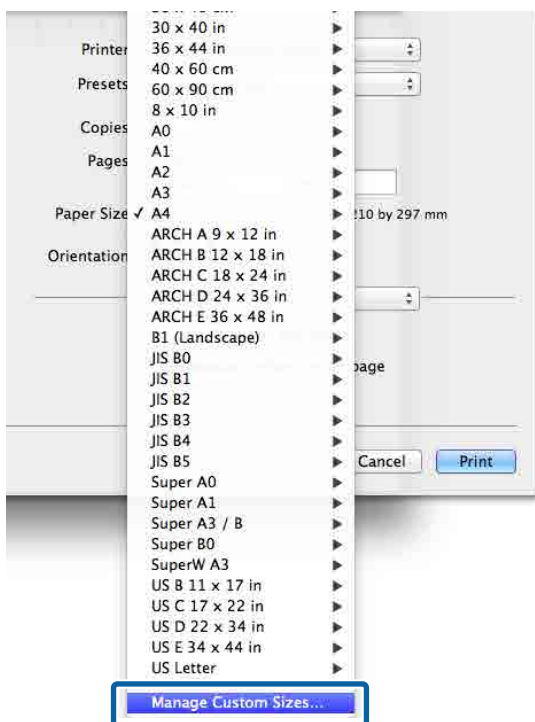 30 x 40 in
Printer 36 x 44 in
40 x 60 cm
Presets 60 x 90 cm
8 x 10 in
Copies A0
A1
Pages A2
A3
Paper Size ✓ A4 210 by 297 mm
ARCH A 9 x 12 in
Orientation ARCH B 12 x 18 in
ARCH C 18 x 24 in
ARCH D 24 x 36 in
ARCH E 36 x 48 in
B1 (Landscape)
JIS B0
JIS B1 page
JIS B2
JIS B3
JIS B4
JIS B5 Cancel Print
Super A0
Super A1
Super A3 / B
Super B0
SuperW A3
US B 11 x 17 in
US C 17 x 22 in
US D 22 x 34 in
US E 34 x 44 in
US Letter
Manage Custom Sizes...